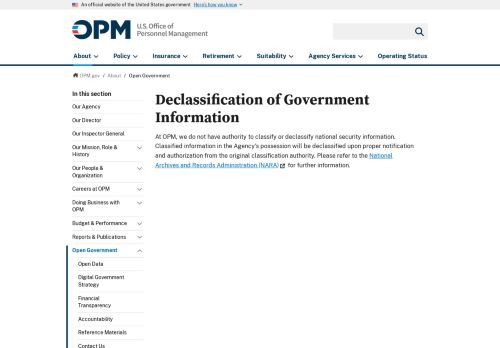 An official website of the United States government Here's how you know
OPM U.S. Office of
Personnel Management
About Policy Insurance Retirement Suitability Agency Services Operating Status
OPM.gov / About / Open Government
In this section
Our Agency
Our Director
Our Inspector General
Our Mission, Role &
History
Our People &
Organization
Careers at OPM
Doing Business with
OPM
Budget & Performance
Reports & Publications
Open Government
Open Data
Digital Government
Strategy
Financial
Transparency
Accountability
Reference Materials
Contact Us
Declassification of Government
Information
At OPM, we do not have authority to classify or declassify national security information.
Classified information in the Agency's possession will be declassified upon proper notification
and authorization from the original classification authority. Please refer to the National
Archives and Records Administration (NARA) for further information.